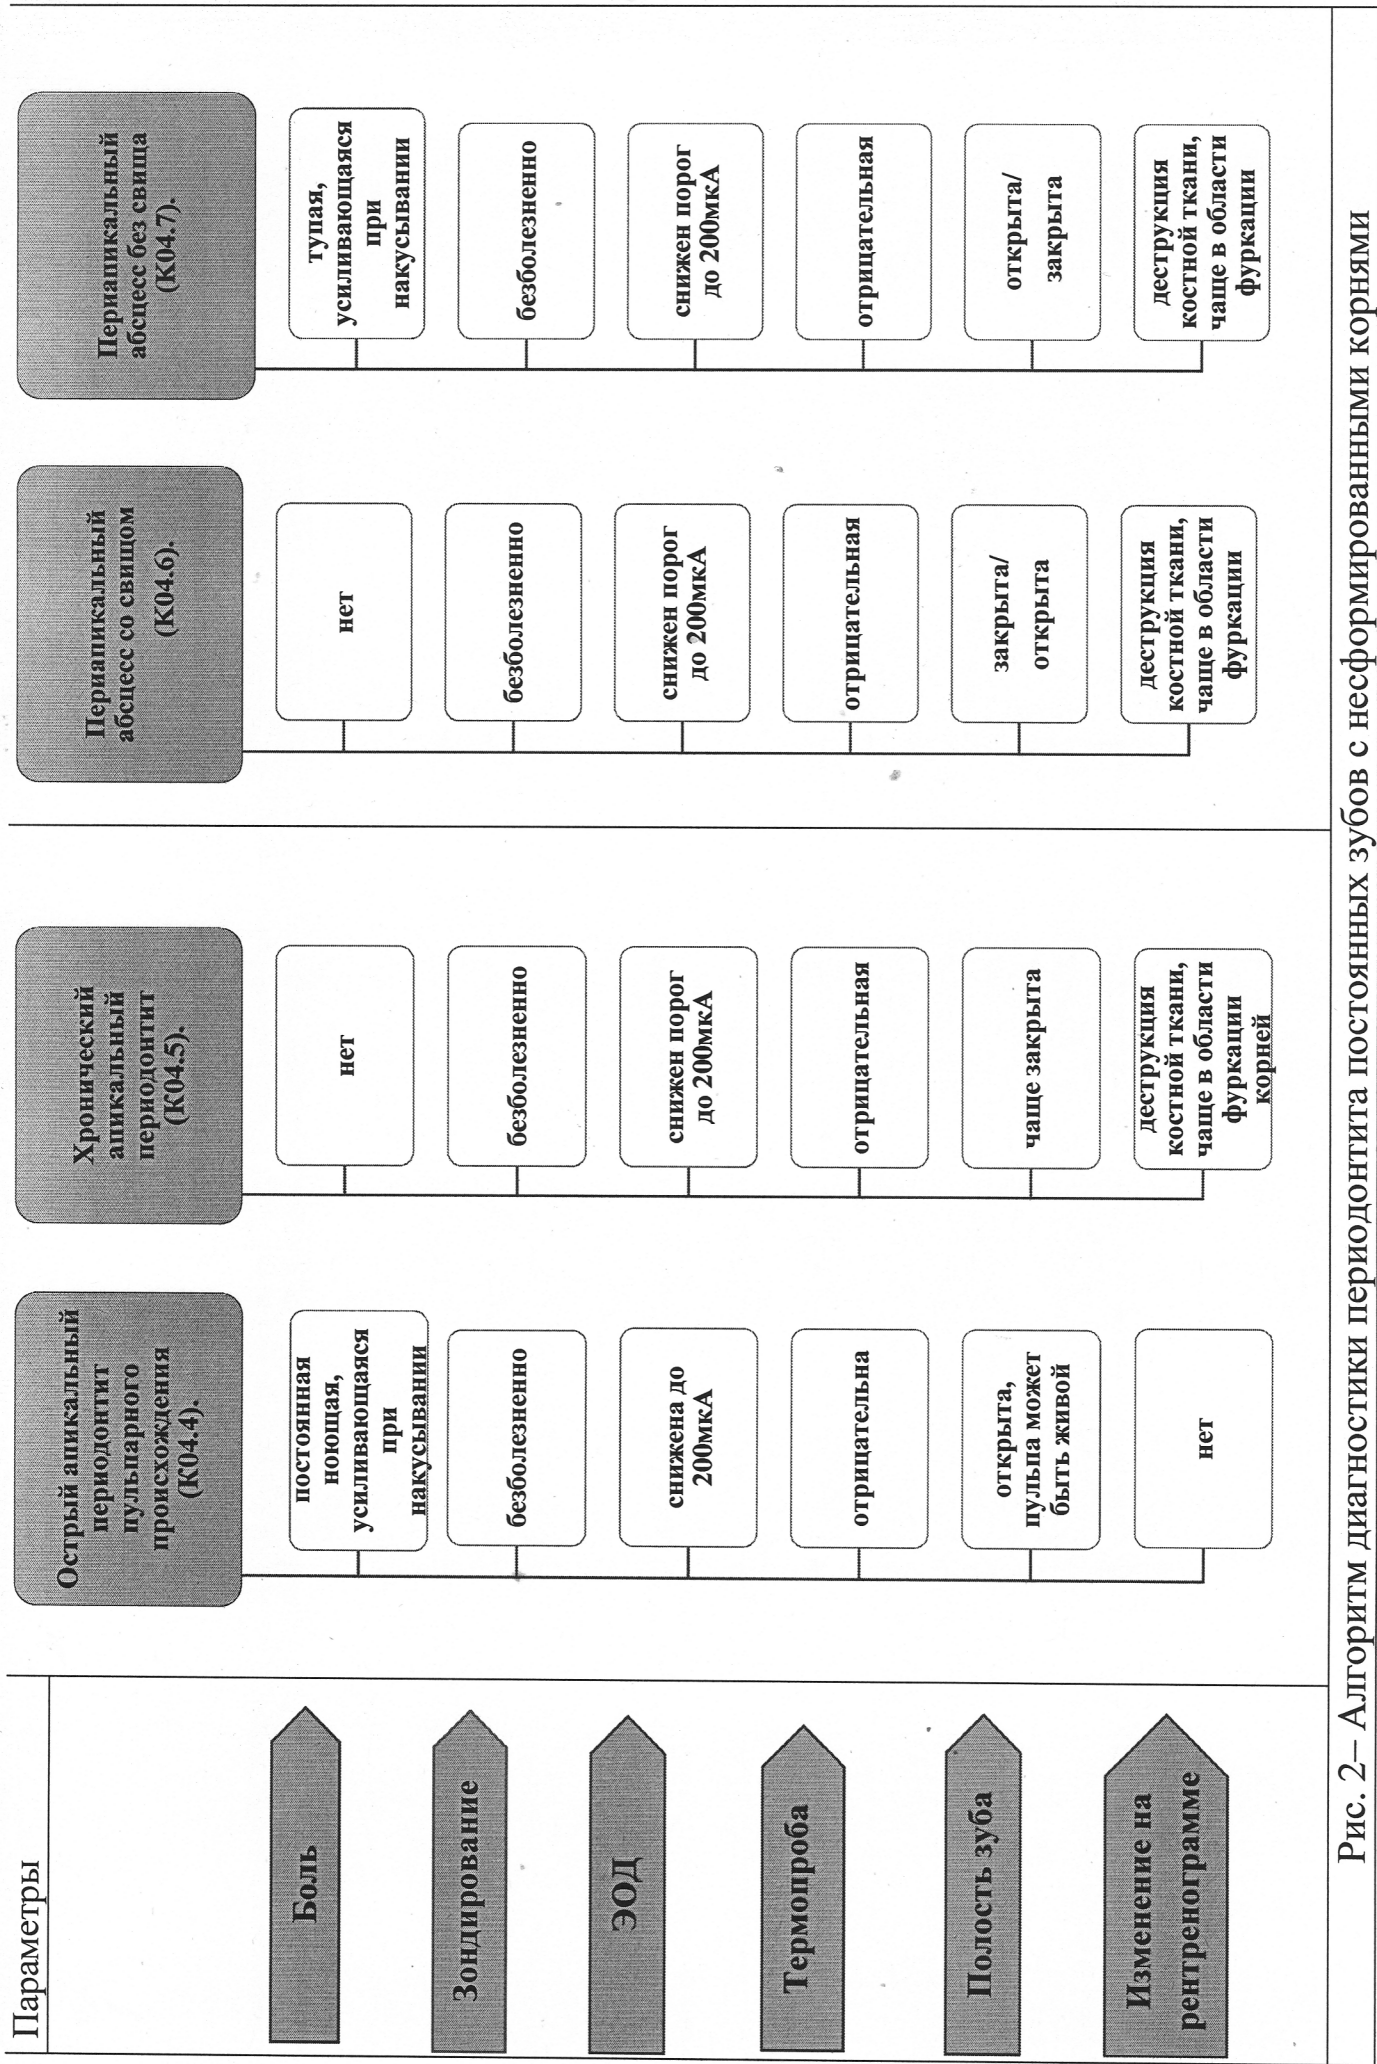 Параметры
Острый апикальный
периодонтит
пульпарного
происхождения
(К04.4).
Хронический
апикальный
периодонтит
(К04.5).
Периапикальный
абсцесс со свищом
(К04.6).
Периапикальный
абсцесс без свища
(К04.7).
Боль
постоянная
ноющая,
усиливающаяся
при
накусывании
нет
нет
тупая,
усиливающаяся
при
накусывании
Зондирование
безболезненно
безболезненно
безболезненно
безболезненно
ЭОД
снижена до
200мкА
снижен порог
до 200мкА
снижен порог
до 200мкА
снижен порог
до 200мкА
Термопроба
отрицательна
отрицательная
отрицательная
отрицательная
Полость зуба
открыта,
пульпа может
быть живой
чаще закрыта
закрыта/
открыта
открыта/
закрыта
Изменение на
рентренограмме
нет
деструкция
костной ткани,
чаще в области
фуркации
корней
деструкция
костной ткани,
чаще в области
фуркации
деструкция
костной ткани,
чаще в области
фуркации
Рис. 2– Алгоритм диагностики периодонтита постоянных зубов с несформированными корнями